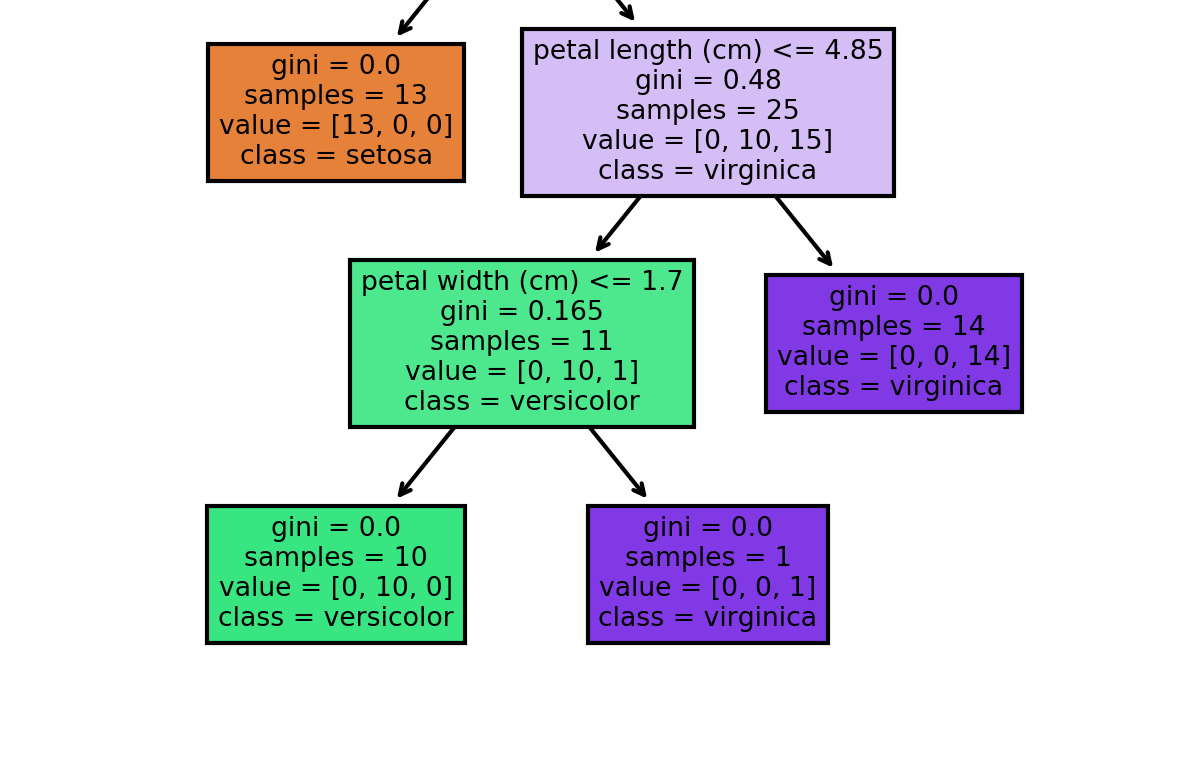 gini = 0.0
samples = 13
value = [13, 0, 0]
class = setosa
petal length (cm) <= 4.85
gini = 0.48
samples = 25
value = [0, 10, 15]
class = virginica
petal width (cm) <= 1.7
gini = 0.165
samples = 11
value = [0, 10, 1]
class = versicolor
gini = 0.0
samples = 14
value = [0, 0, 14]
class = virginica
gini = 0.0
samples = 10
value = [0, 10, 0]
class = versicolor
gini = 0.0
samples = 1
value = [0, 0, 1]
class = virginica